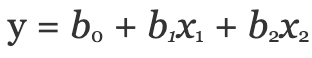 y = b₀ + b₁x₁ + b₂x₂